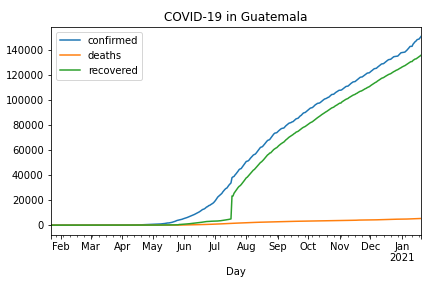 COVID-19 in Guatemala
confirmed
deaths
recovered
140000
120000
100000
80000
60000
40000
20000
0
Feb Mar Apr May Jun Jul Aug Sep Oct Nov Dec Jan
2021
Day